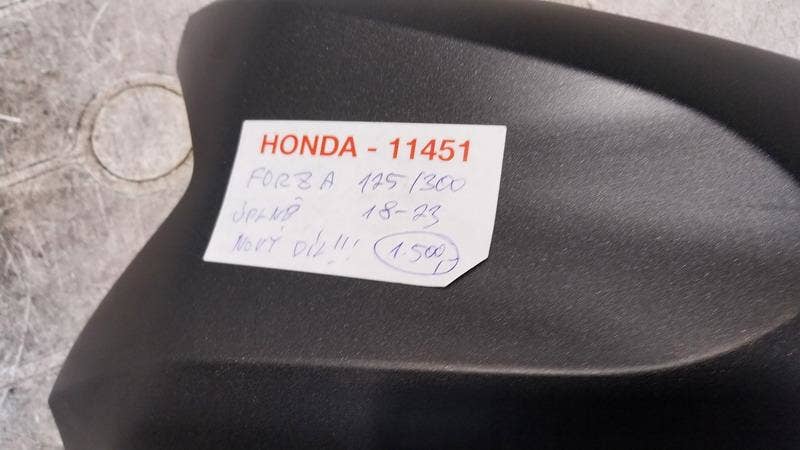 HONDA - 11451
FORZA 125/300
ÚPLNĚ 18-23
NOVÝ DÍL!!! 1.500,-